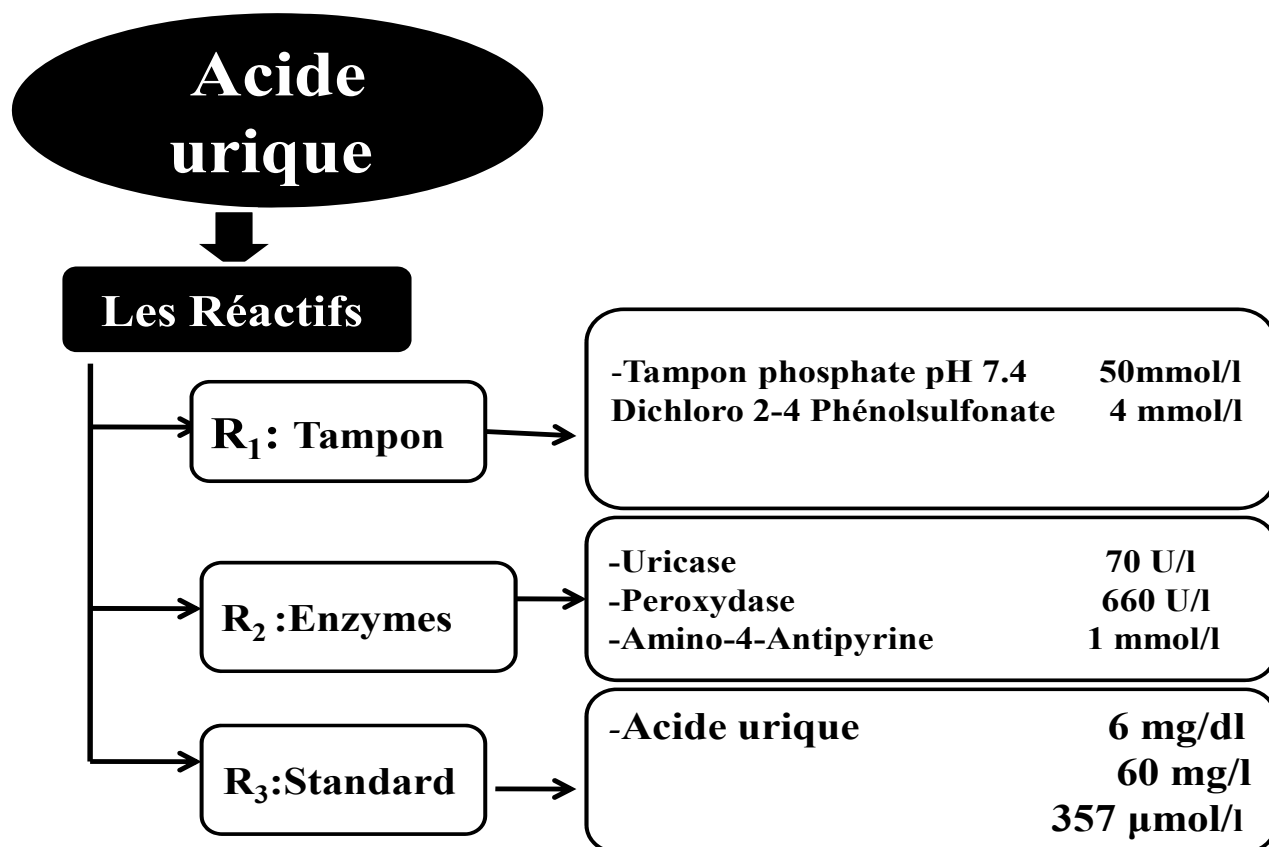 Acide
urique
Les Réactifs
R₁: Tampon
-Tampon phosphate pH 7.4 50mmol/l
Dichloro 2-4 Phénolsulfonate 4 mmol/l
R₂ :Enzymes
-Uricase 70 U/l
-Peroxydase 660 U/l
-Amino-4-Antipyrine 1 mmol/l
R₃:Standard
-Acide urique 6 mg/dl
60 mg/l
357 µmol/l